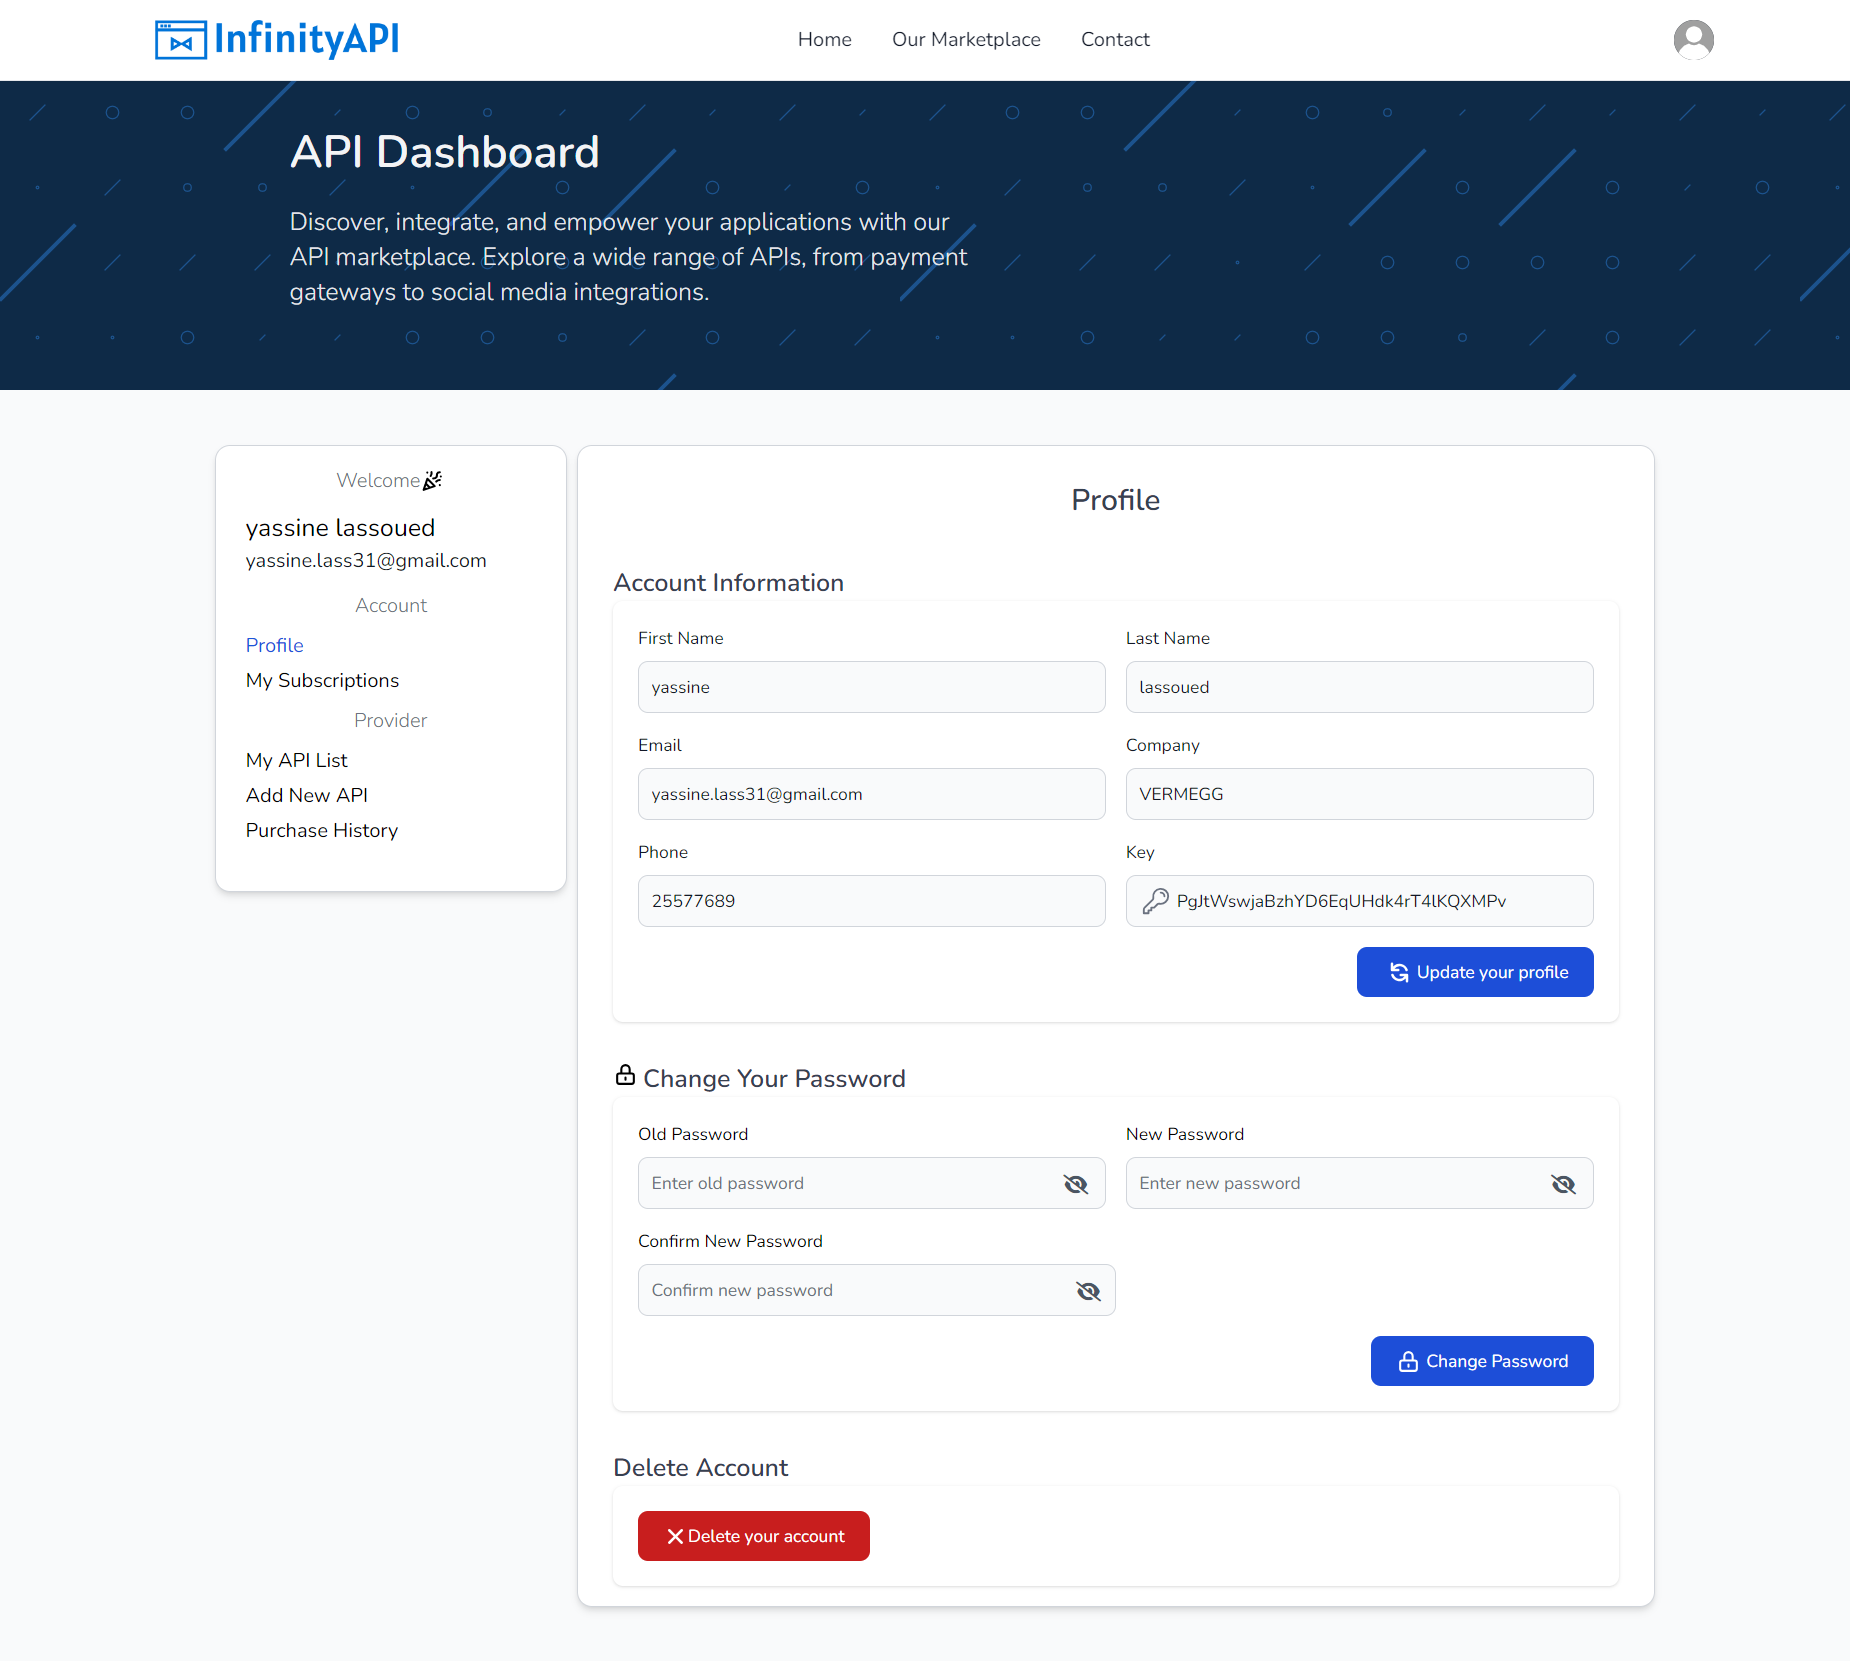 InfinityAPI
Home
Our Marketplace
Contact
API Dashboard
Discover, integrate, and empower your applications with our
API marketplace. Explore a wide range of APIs, from payment
gateways to social media integrations.
Welcome
yassine lassoued
yassine.lass31@gmail.com
Account
Profile
My Subscriptions
Provider
My API List
Add New API
Purchase History
Profile
Account Information
First Name
Last Name
yassine
lassoued
Email
Company
yassine.lass31@gmail.com
VERMEGG
Phone
Key
25577689
PgJtWswjaBzhYD6EqUHdk4rT4lKQXMPv
Update your profile
Change Your Password
Old Password
New Password
Enter old password
Enter new password
Confirm New Password
Confirm new password
Change Password
Delete Account
Delete your account